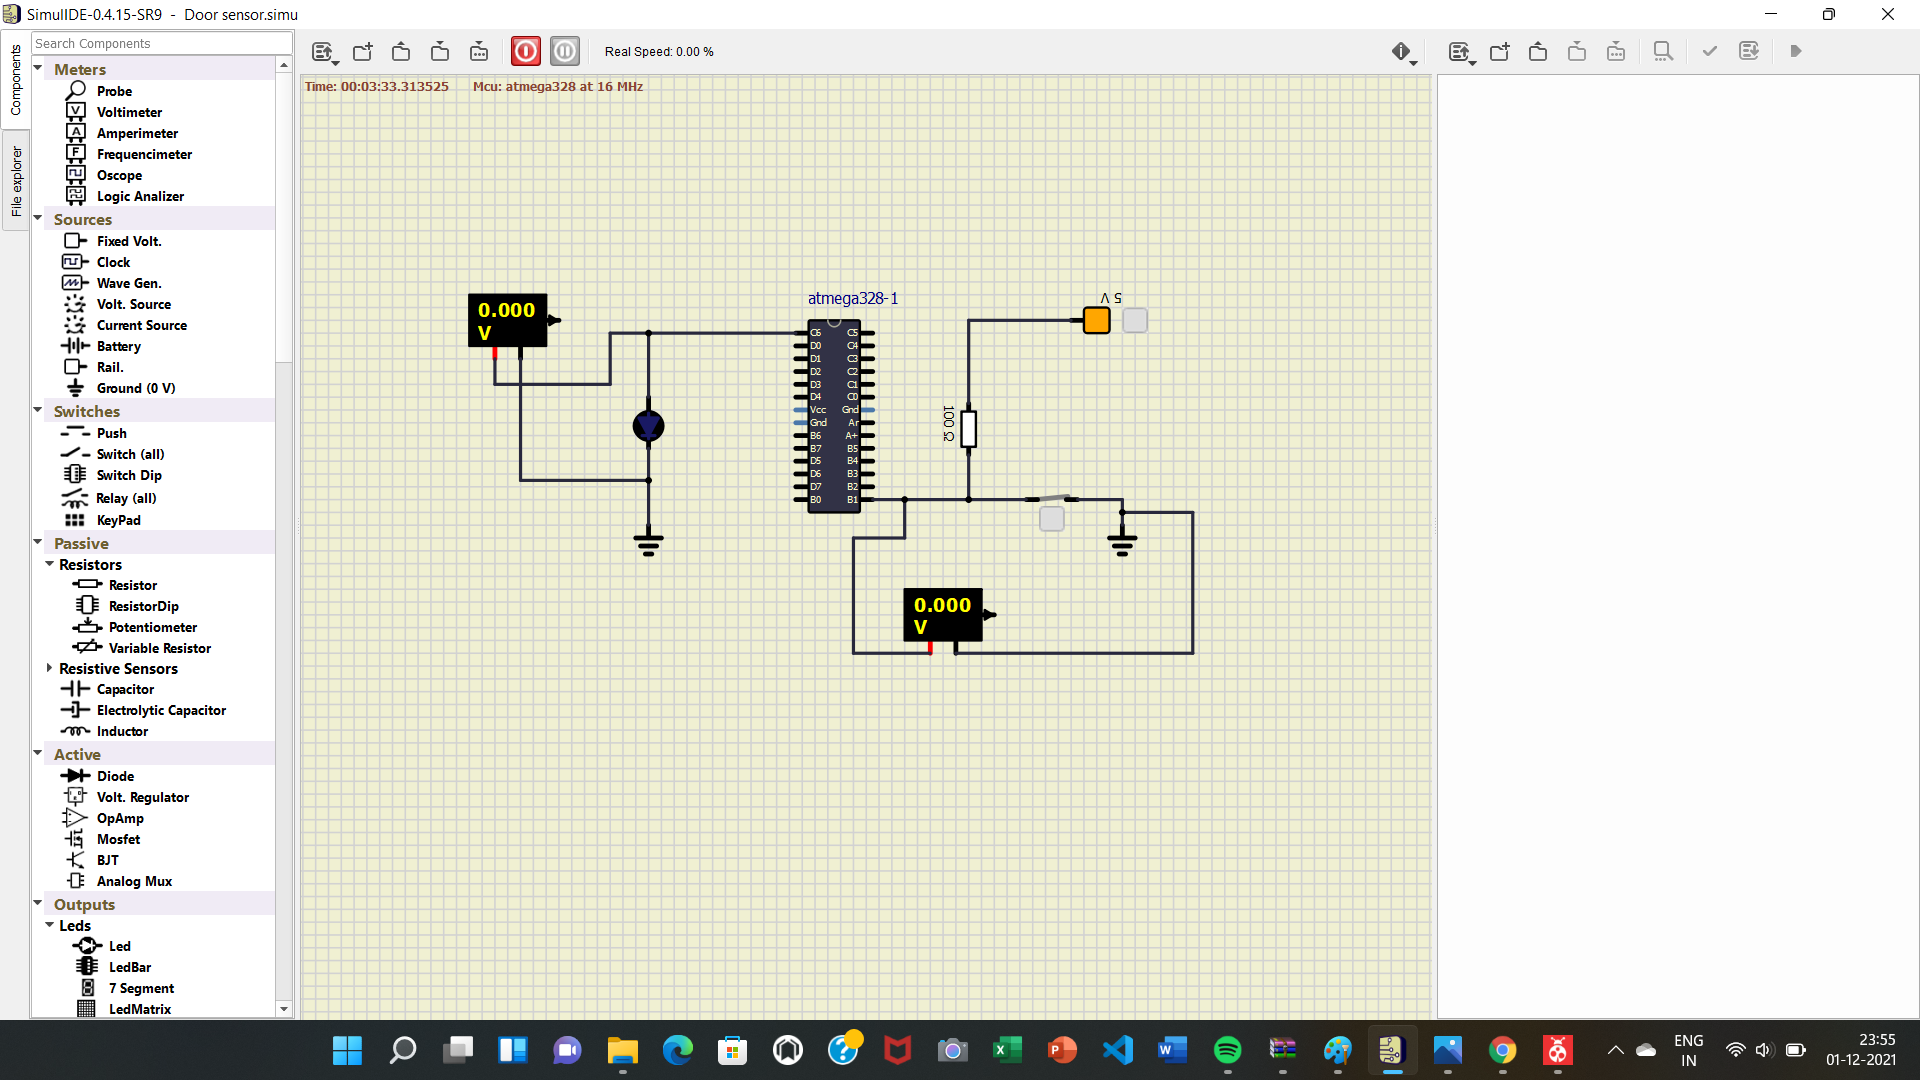 SimulIDE-0.4.15-SR9 - Door sensor.simu
Components
File explorer
Search Components
Meters
Probe
Voltimeter
Amperimeter
Frequencimeter
Oscope
Logic Analizer
Sources
Fixed Volt.
Clock
Wave Gen.
Volt. Source
Current Source
Battery
Rail.
Ground (0 V)
Switches
Push
Switch (all)
Switch Dip
Relay (all)
KeyPad
Passive
Resistors
Resistor
ResistorDip
Potentiometer
Variable Resistor
Resistive Sensors
Capacitor
Electrolytic Capacitor
Inductor
Active
Diode
Volt. Regulator
OpAmp
Mosfet
BJT
Analog Mux
Outputs
Leds
Led
LedBar
7 Segment
LedMatrix
Real Speed: 0.00 %
Time: 00:03:33.313525 Mcu: atmega328 at 16 MHz
0.000
V
atmega328-1
C6 C5
D0 C4
D1 C3
D2 C2
D3 C1
D4 C0
Vcc Gnd
Gnd Ar
B6 A+
B7 B5
D5 B4
D6 B3
D7 B2
B0 B1
5 V
100 Ω
0.000
V
ENG
IN
23:55
01-12-2021